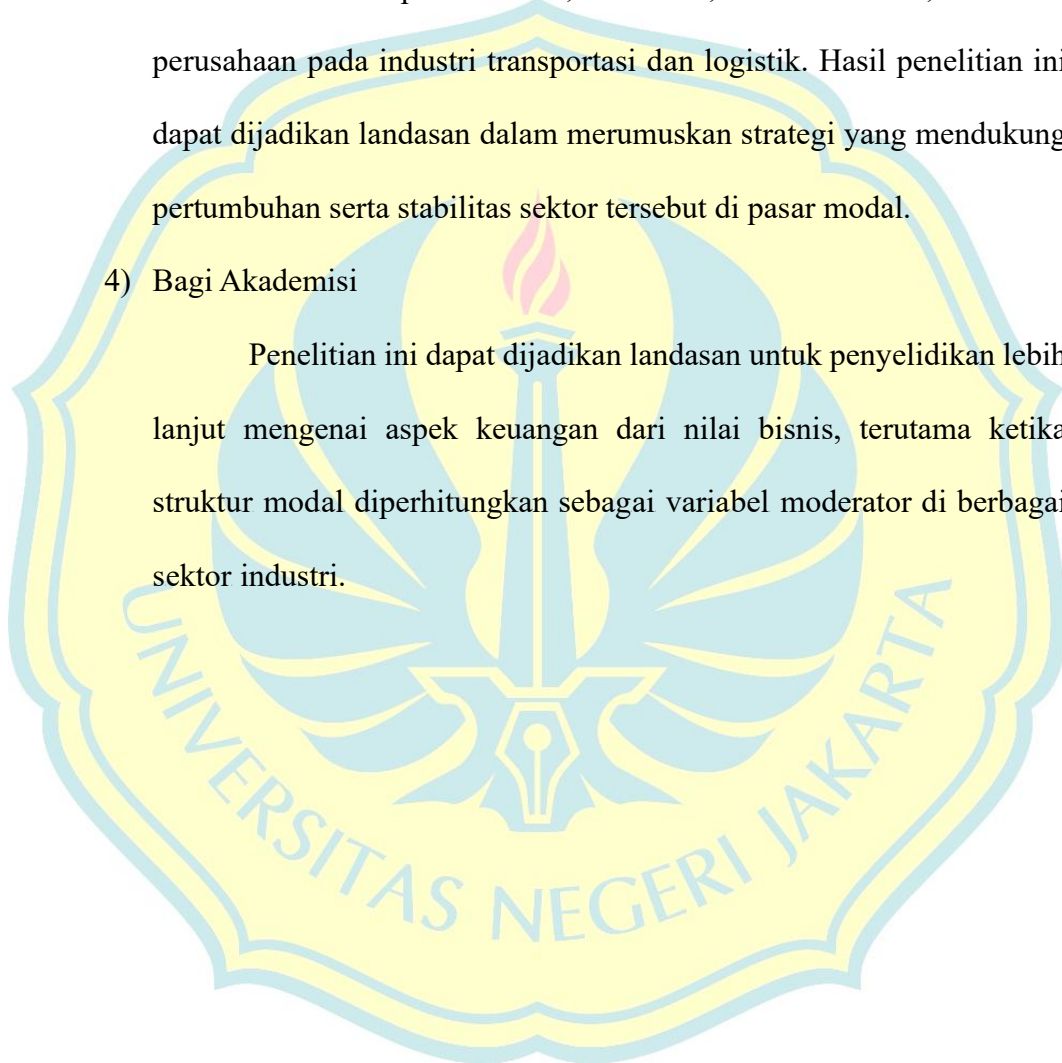 perusahaan pada industri transportasi dan logistik. Hasil penelitian ini
dapat dijadikan landasan dalam merumuskan strategi yang mendukung
pertumbuhan serta stabilitas sektor tersebut di pasar modal.
4) Bagi Akademisi
Penelitian ini dapat dijadikan landasan untuk penyelidikan lebih
lanjut mengenai aspek keuangan dari nilai bisnis, terutama ketika
struktur modal diperhitungkan sebagai variabel moderator di berbagai
sektor industri.
UNIVERSITAS NEGERI JAKARTA